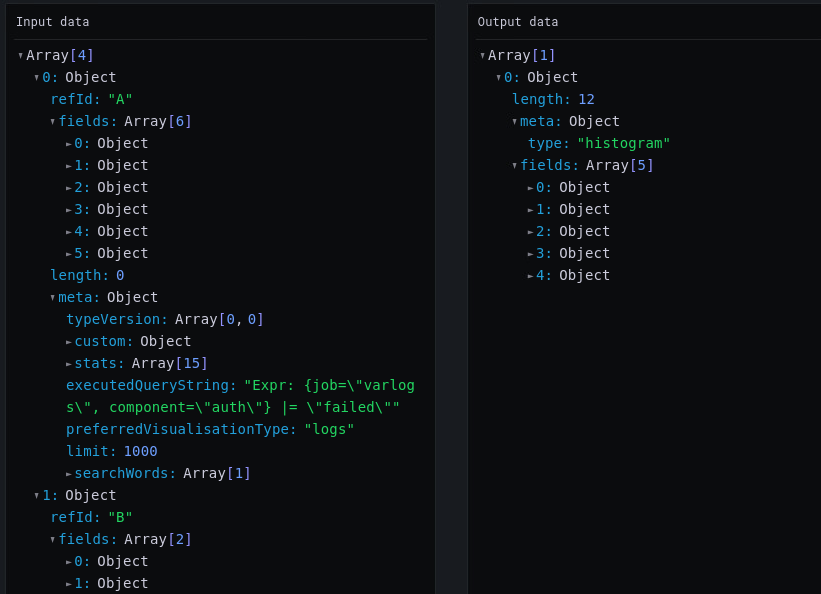 Input data
Array[4]
0: Object
refId: "A"
fields: Array[6]
0: Object
1: Object
2: Object
3: Object
4: Object
5: Object
length: 0
meta: Object
typeVersion: Array[0, 0]
custom: Object
stats: Array[15]
executedQueryString: "Expr: {job=\"varlog
s\", component=\"auth\"} |= \"failed\""
preferredVisualisationType: "logs"
limit: 1000
searchWords: Array[1]
1: Object
refId: "B"
fields: Array[2]
0: Object
1: Object
Output data
Array[1]
0: Object
length: 12
meta: Object
type: "histogram"
fields: Array[5]
0: Object
1: Object
2: Object
3: Object
4: Object